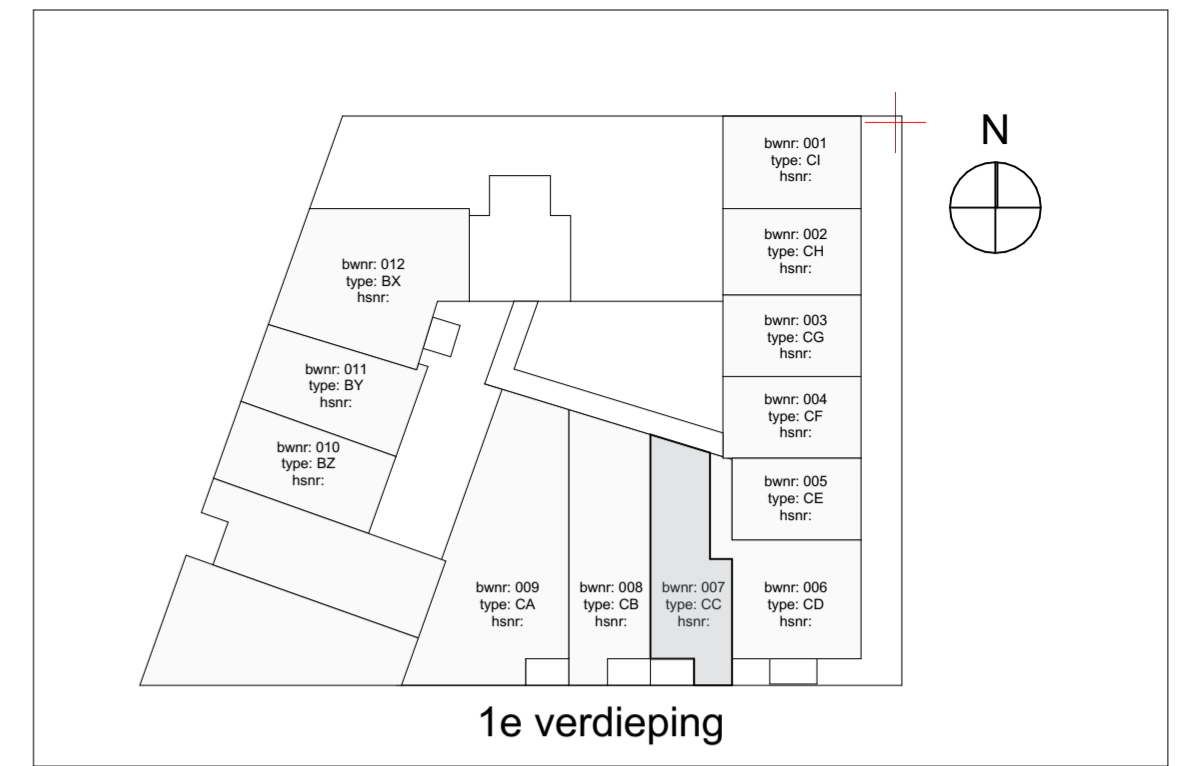 N
bwnr: 001
type: CI
hsnr:
bwnr: 002
type: CH
hsnr:
bwnr: 012
type: BX
hsnr:
bwnr: 003
type: CG
hsnr:
bwnr: 011
type: BY
hsnr:
bwnr: 004
type: CF
hsnr:
bwnr: 010
type: BZ
hsnr:
bwnr: 005
type: CE
hsnr:
bwnr: 009
type: CA
hsnr:
bwnr: 008
type: CB
hsnr:
bwnr: 007
type: CC
hsnr:
bwnr: 006
type: CD
hsnr:
1e verdieping